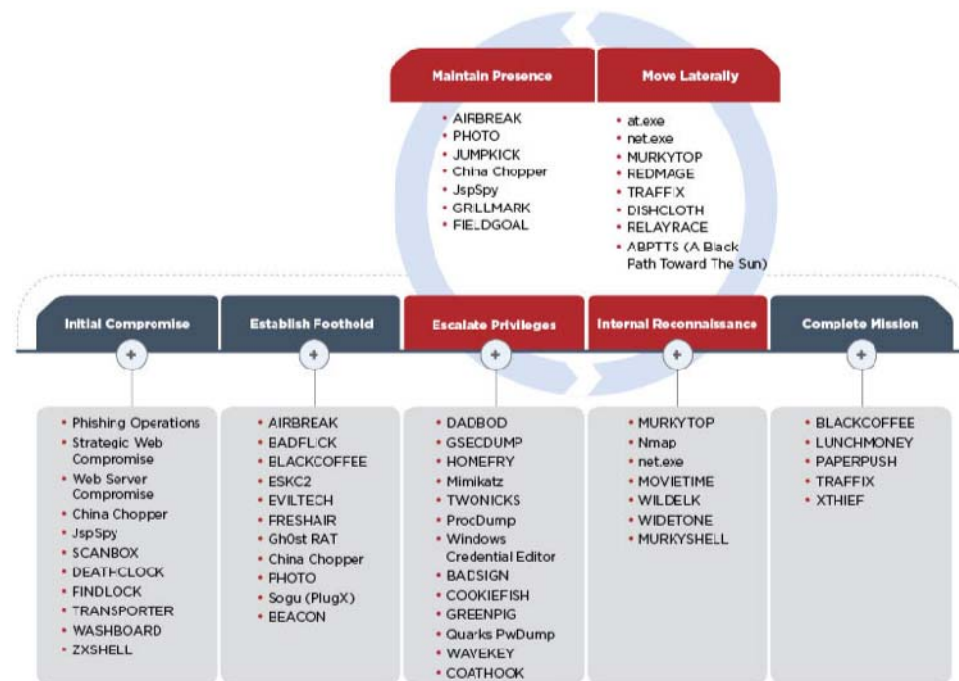 Maintain Presence
Move Laterally
AIRBREAK
PHOTO
JUMPKICK
China Chopper
JspSpy
GRILLMARK
FIELDGOAL
at.exe
net.exe
MURKYTOP
REDMAGE
TRAFFIX
DISHCLOTH
RELAYRACE
ABPTTS (A Black
Path Toward The Sun)
Initial Compromise
Establish Foothold
Escalate Privileges
Internal Reconnaissance
Complete Mission
Phishing Operations
Strategic Web
Compromise
Web Server
Compromise
China Chopper
JspSpy
SCANBOX
DEATHCLOCK
FINDLOCK
TRANSPORTER
WASHBOARD
ZXSHELL
AIRBREAK
BADFLICK
BLACKCOFFEE
ESKC2
EVILTECH
FRESHAIR
Gh0st RAT
China Chopper
PHOTO
Sogu (PlugX)
BEACON
DADBOD
GSECDUMP
HOMEFRY
Mimikatz
TWONICKS
ProcDump
Windows
Credential Editor
BADSIGN
COOKIEFISH
GREENPIG
Quarks PwDump
WAVEKEY
COATHOOK
MURKYTOP
Nmap
net.exe
MOVIETIME
WILDELK
WIDETONE
MURKYSHELL
BLACKCOFFEE
LUNCHMONEY
PAPERPUSH
TRAFFIX
XTHIEF